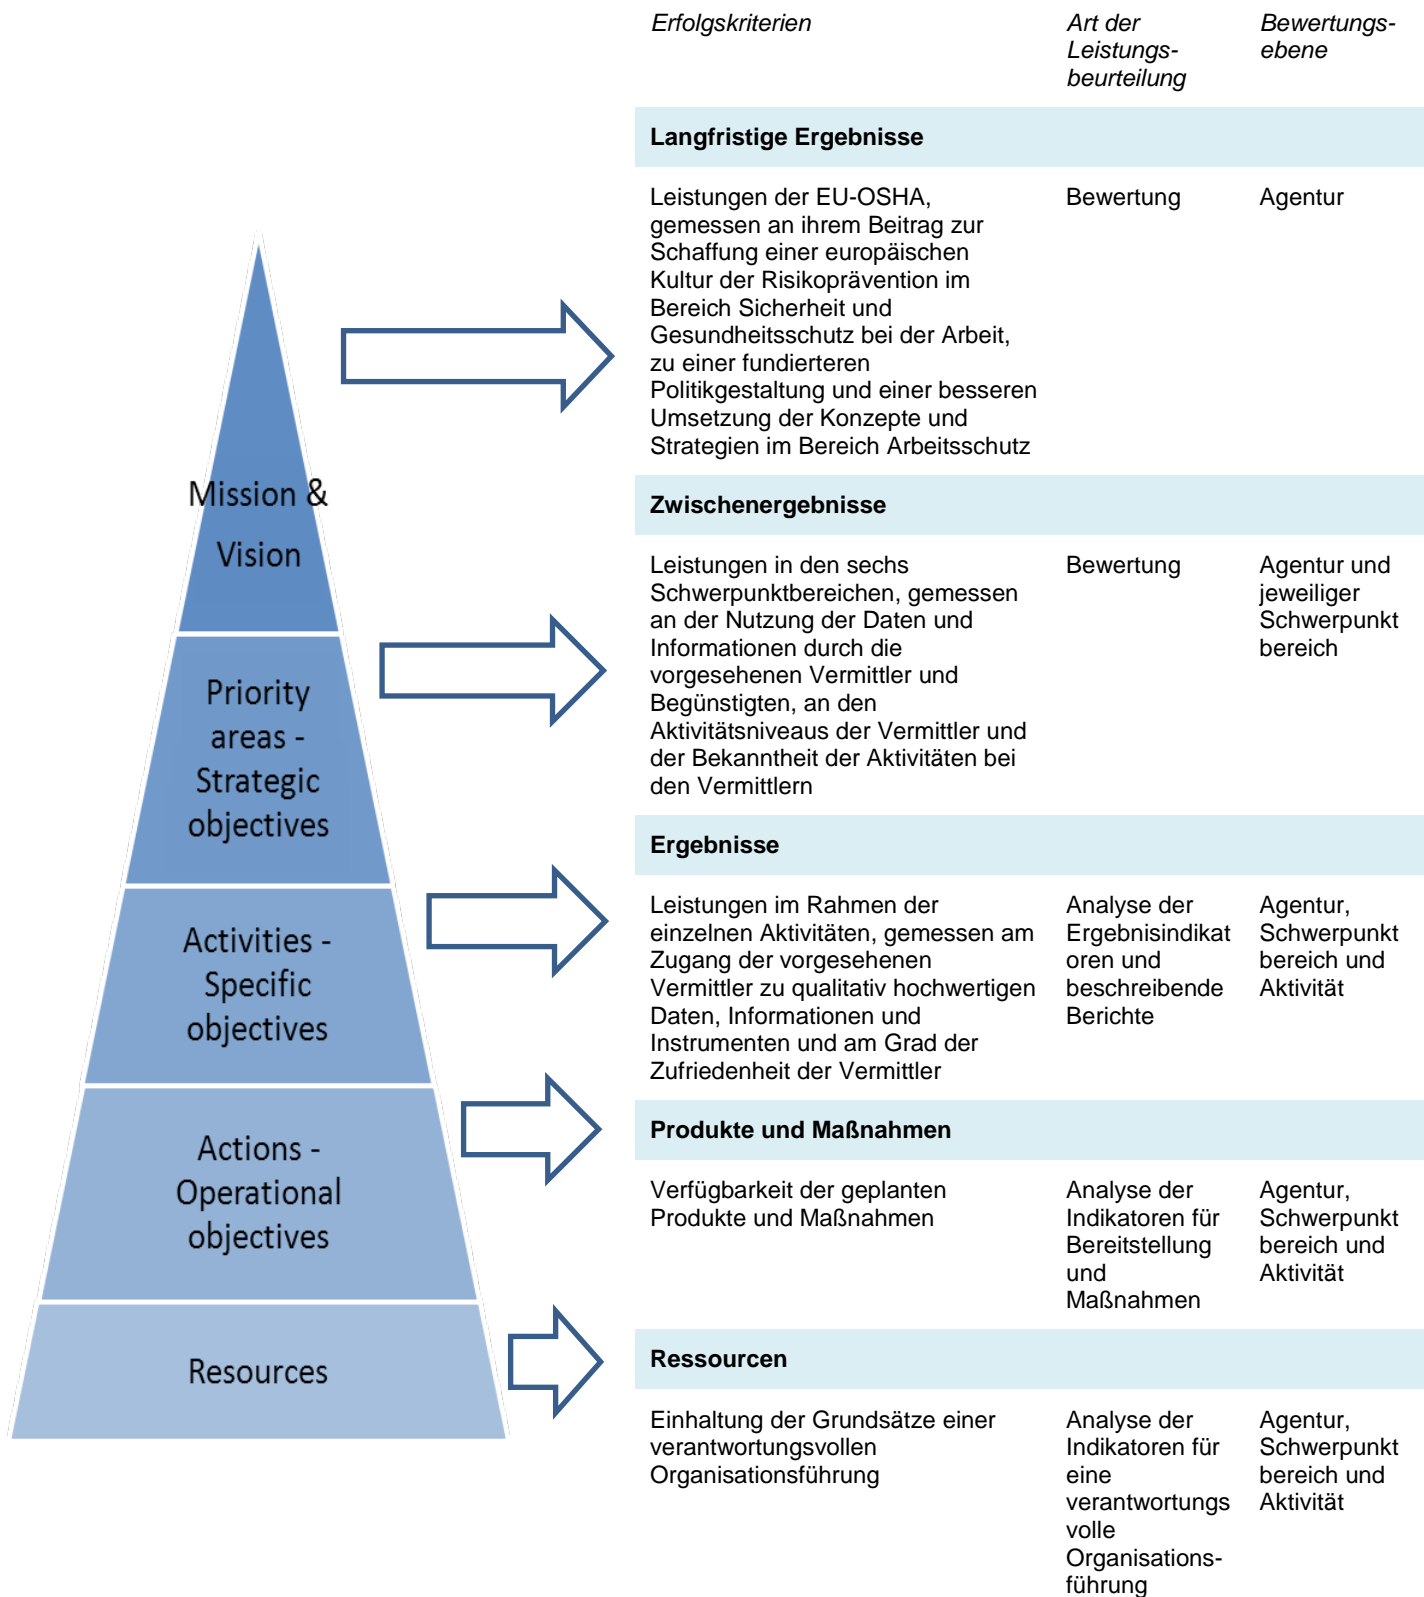 Erfolgskriterien
Art der
Leistungs-
beurteilung
Bewertungs-
ebene
Langfristige Ergebnisse
Leistungen der EU-OSHA,
gemessen an ihrem Beitrag zur
Schaffung einer europäischen
Kultur der Risikoprävention im
Bereich Sicherheit und
Gesundheitsschutz bei der Arbeit,
zu einer fundierteren
Politikgestaltung und einer besseren
Umsetzung der Konzepte und
Strategien im Bereich Arbeitsschutz
Bewertung
Agentur
Mission &
Vision
Zwischenergebnisse
Leistungen in den sechs
Schwerpunktbereichen, gemessen
an der Nutzung der Daten und
Informationen durch die
vorgesehenen Vermittler und
Begünstigten, an den
Aktivitätsniveaus der Vermittler und
der Bekanntheit der Aktivitäten bei
den Vermittlern
Bewertung
Agentur und
jeweiliger
Schwerpunkt
bereich
Priority
areas -
Strategic
objectives
Ergebnisse
Leistungen im Rahmen der
einzelnen Aktivitäten, gemessen am
Zugang der vorgesehenen
Vermittler zu qualitativ hochwertigen
Daten, Informationen und
Instrumenten und am Grad der
Zufriedenheit der Vermittler
Analyse der
Ergebnisindikat
oren und
beschreibende
Berichte
Agentur,
Schwerpunkt
bereich und
Aktivität
Activities -
Specific
objectives
Produkte und Maßnahmen
Verfügbarkeit der geplanten
Produkte und Maßnahmen
Analyse der
Indikatoren für
Bereitstellung
und
Maßnahmen
Agentur,
Schwerpunkt
bereich und
Aktivität
Actions -
Operational
objectives
Ressourcen
Einhaltung der Grundsätze einer
verantwortungsvollen
Organisationsführung
Analyse der
Indikatoren für
eine
verantwortungs
volle
Organisations-
führung
Agentur,
Schwerpunkt
bereich und
Aktivität
Resources